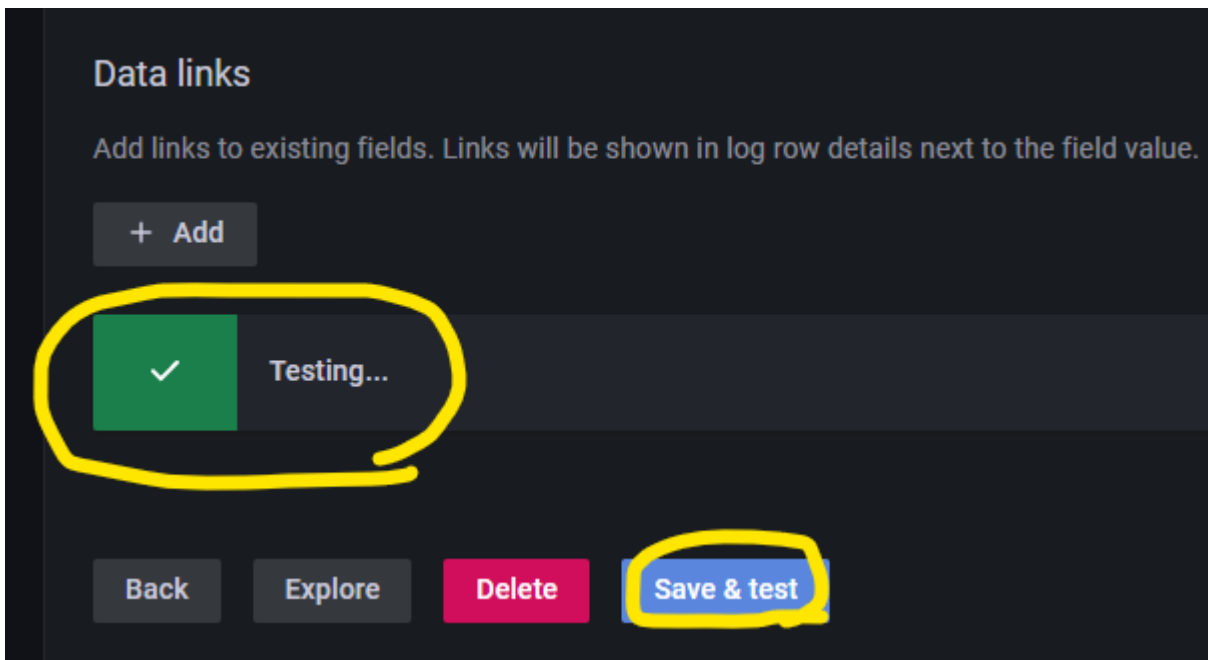 Data links
Add links to existing fields. Links will be shown in log row details next to the field value.
+ Add
Testing...
Back Explore Delete Save & test